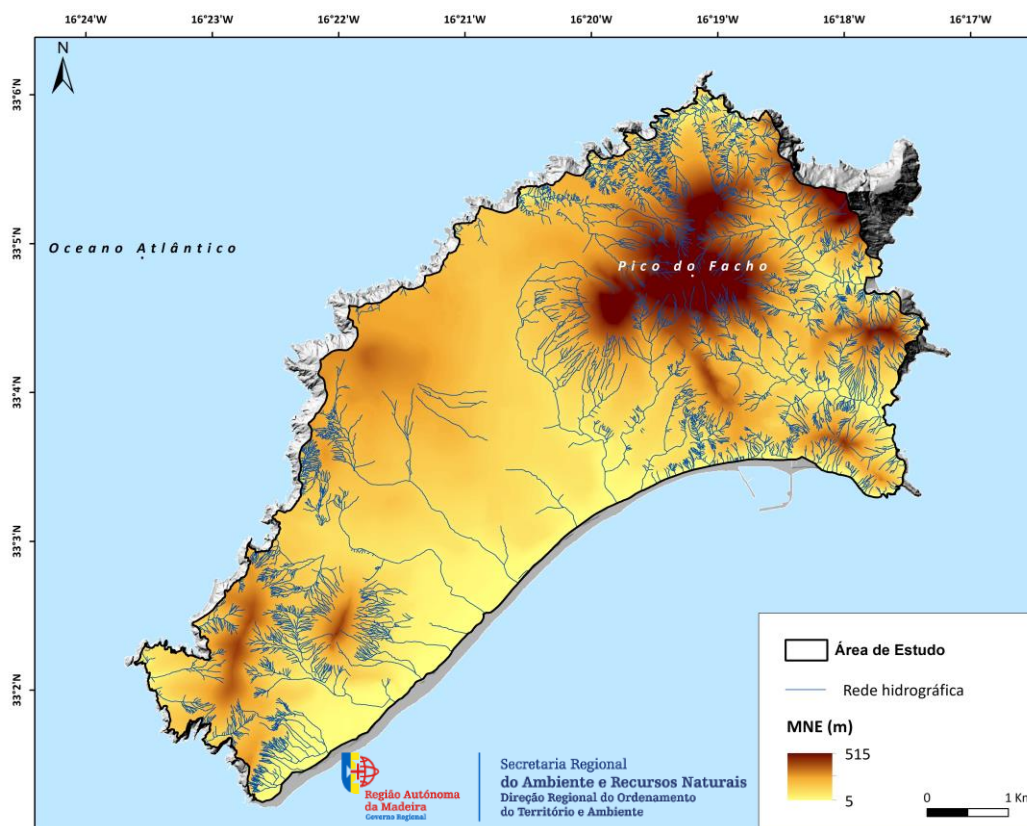 16°24'W 16°23'W 16°22'W 16°21'W 16°20'W 16°19'W 16°18'W 16°17'W
N
33°6'N
33°5'N
Oceano Atlântico
Pico do Facho
33°4'N
33°3'N
33°2'N
Área de Estudo
Rede hidrográfica
MNE (m)
515
5
0 1 Km
Região Autónoma
da Madeira
Governo Regional
Secretaria Regional
do Ambiente e Recursos Naturais
Direção Regional do Ordenamento
do Território e Ambiente